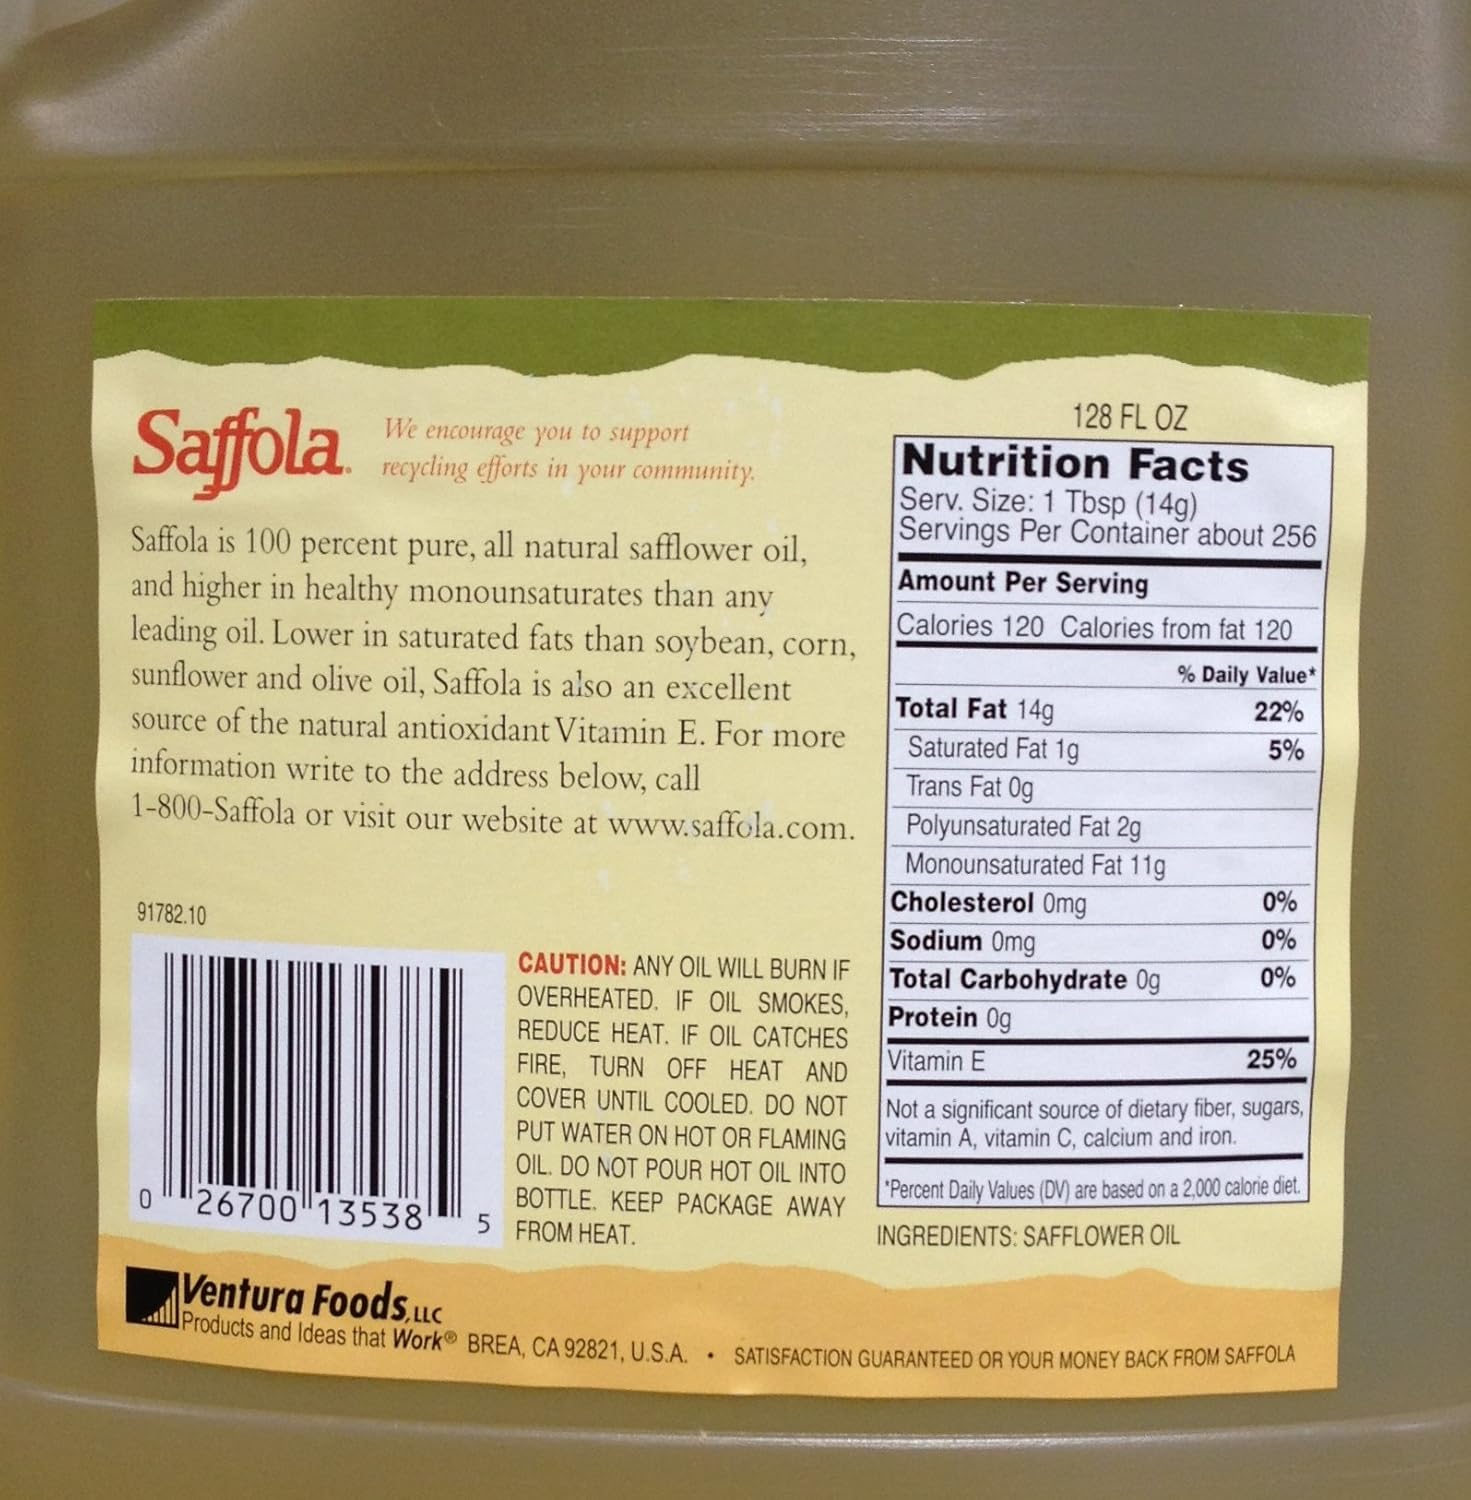 Saffola.
We encourage you to support
recycling efforts in your community.
Saffola is 100 percent pure, all natural safflower oil,
and higher in healthy monounsaturates than any
leading oil. Lower in saturated fats than soybean, corn,
sunflower and olive oil, Saffola is also an excellent
source of the natural antioxidant Vitamin E. For more
information write to the address below, call
1-800-Saffola or visit our website at www.saffola.com.
91782.10
0 26700 13538 5
CAUTION: ANY OIL WILL BURN IF
OVERHEATED. IF OIL SMOKES,
REDUCE HEAT. IF OIL CATCHES
FIRE, TURN OFF HEAT AND
COVER UNTIL COOLED. DO NOT
PUT WATER ON HOT OR FLAMING
OIL. DO NOT POUR HOT OIL INTO
BOTTLE. KEEP PACKAGE AWAY
FROM HEAT.
128 FL OZ
Nutrition Facts
Serv. Size: 1 Tbsp (14g)
Servings Per Container about 256
Amount Per Serving
Calories 120 Calories from fat 120
% Daily Value*
Total Fat 14g 22%
Saturated Fat 1g 5%
Trans Fat 0g
Polyunsaturated Fat 2g
Monounsaturated Fat 11g
Cholesterol 0mg 0%
Sodium 0mg 0%
Total Carbohydrate 0g 0%
Protein 0g
Vitamin E 25%
Not a significant source of dietary fiber, sugars,
vitamin A, vitamin C, calcium and iron.
*Percent Daily Values (DV) are based on a 2,000 calorie diet.
INGREDIENTS: SAFFLOWER OIL
Ventura Foods, LLC
Products and Ideas that Work® BREA, CA 92821, U.S.A. • SATISFACTION GUARANTEED OR YOUR MONEY BACK FROM SAFFOLA